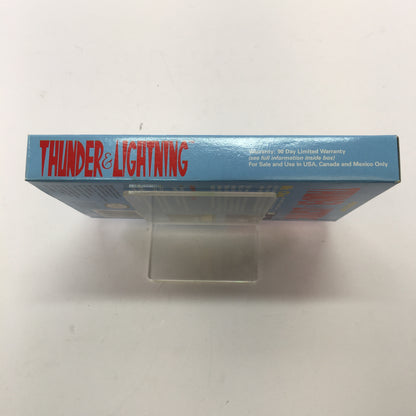 THUNDER & LIGHTNING
Warranty: 90 Day Limited Warranty
(see full information inside box)
For Sale and Use in USA, Canada and Mexico Only